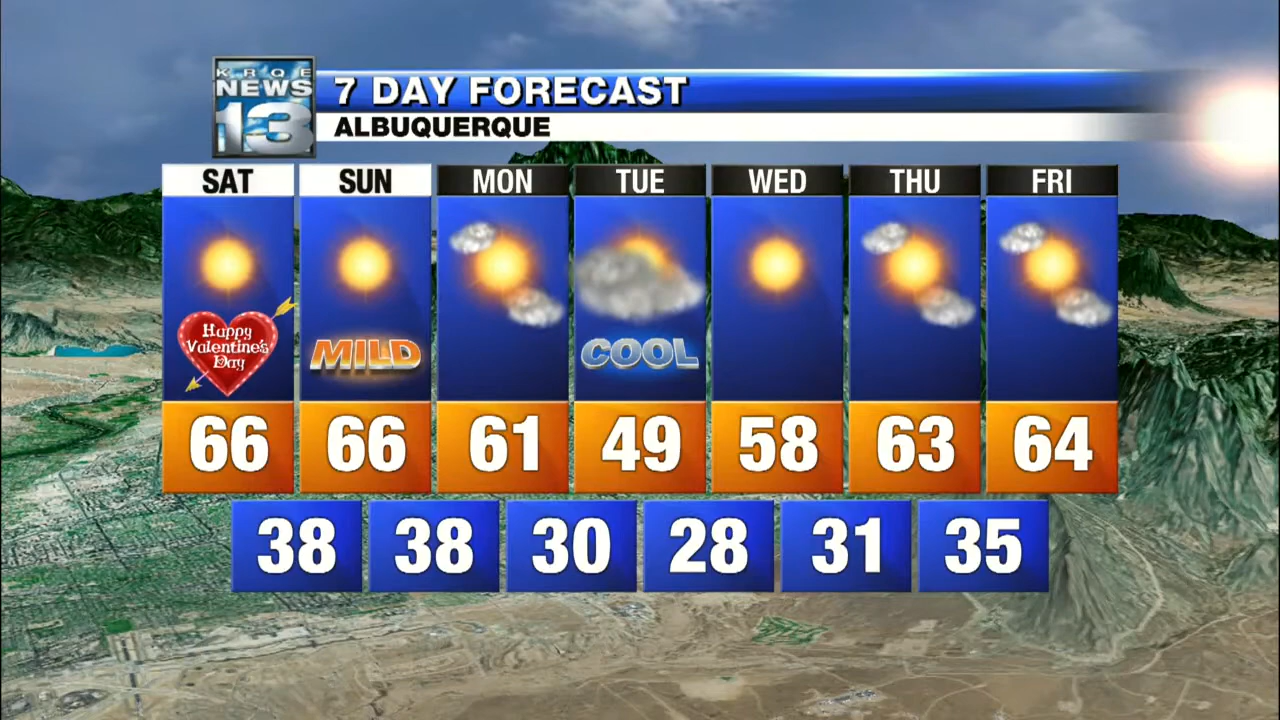 KRQE
NEWS
13
7 DAY FORECAST
ALBUQUERQUE
SAT SUN MON TUE WED THU FRI
Happy
Valentine's
Day
MILD
COOL
66 66 61 49 58 63 64
38 38 30 28 31 35